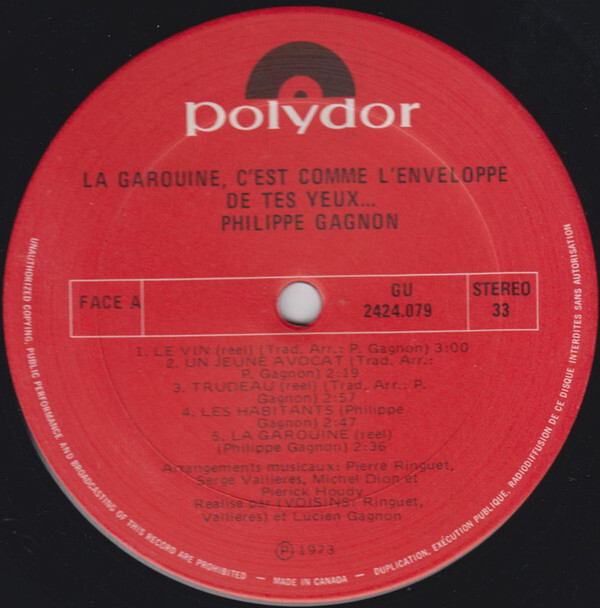 polydor
LA GAROUINE, C'EST COMME L'ENVELOPPE
DE TES YEUX...
PHILIPPE GAGNON
FACE A
GU
2424.079
STEREO
33
1. LE VIN (reel) (Trad. Arr.: P. Gagnon) 3:00
2. UN JEUNE AVOCAT (Trad. Arr.:
P. Gagnon) 2:19
3. TRUDEAU (reel) (Trad. Arr.: P.
Gagnon) 2:57
4. LES HABITANTS (Philippe
Gagnon) 2:47
5. LA GAROUINE (reel)
(Philippe Gagnon) 2:36
Arrangements musicaux: Pierre Ringuet,
Serge Vallières, Michel Dion et
Pierick Houdy
Réalisé par (VOISINS: Ringuet,
Vallières) et Lucien Gagnon
Ⓟ 1973
UNAUTHORIZED COPYING, PUBLIC PERFORMANCE AND BROADCASTING OF THIS RECORD ARE PROHIBITED — MADE IN CANADA — DUPLICATION, EXÉCUTION PUBLIQUE, RADIODIFFUSION DE CE DISQUE INTERDITES SANS AUTORISATION